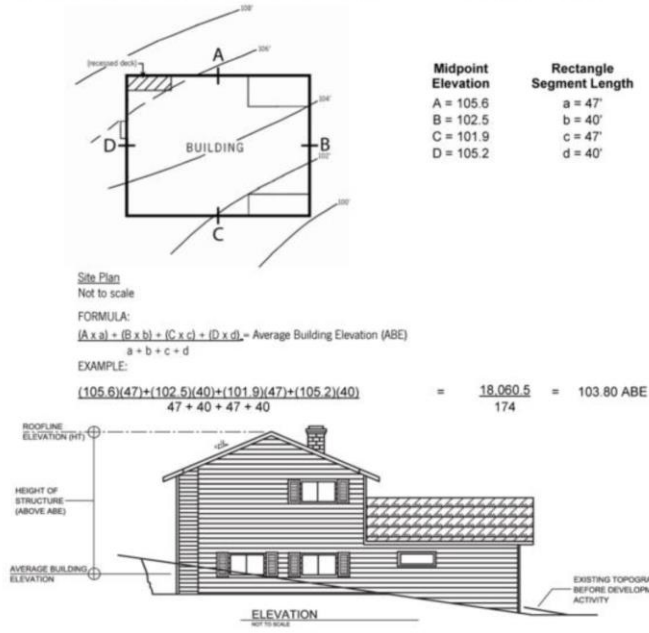 108'
106'
(recessed deck)
A
104'
D
BUILDING
B
102'
C
100'
Midpoint Elevation
Rectangle Segment Length
A = 105.6
a = 47'
B = 102.5
b = 40'
C = 101.9
c = 47'
D = 105.2
d = 40'
Site Plan
Not to scale
FORMULA:
(A x a) + (B x b) + (C x c) + (D x d) = Average Building Elevation (ABE)
a + b + c + d
EXAMPLE:
(105.6)(47)+(102.5)(40)+(101.9)(47)+(105.2)(40) = 18,060.5 = 103.80 ABE
47 + 40 + 47 + 40
174
ROOFLINE
ELEVATION (HT)
HEIGHT OF
STRUCTURE
(ABOVE ABE)
AVERAGE BUILDING
ELEVATION
EXISTING TOPOGRA
BEFORE DEVELOPM
ACTIVITY
ELEVATION
NOT TO SCALE